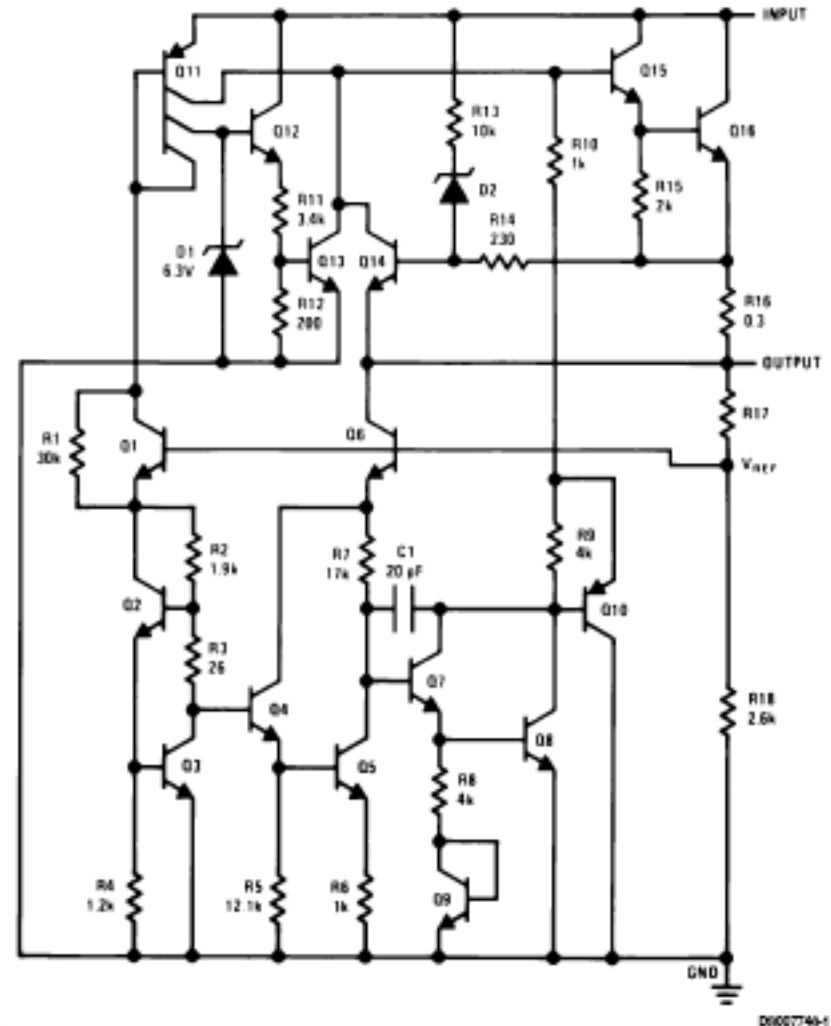 INPUT
Q11
Q15
R13
10k
Q12
R10
1k
Q16
D2
R15
2k
R11
3.4k
R14
230
D1
6.3V
Q13
Q14
R12
200
R16
0.3
OUTPUT
R17
R1
30k
Q1
Q6
VREF
R2
1.9k
R7
17k
C1
20 pF
R9
4k
Q2
Q10
R3
26
Q4
Q7
R18
2.6k
Q3
Q5
Q8
R8
4k
R4
1.2k
R5
12.1k
R6
1k
Q9
GND
DS007746-1